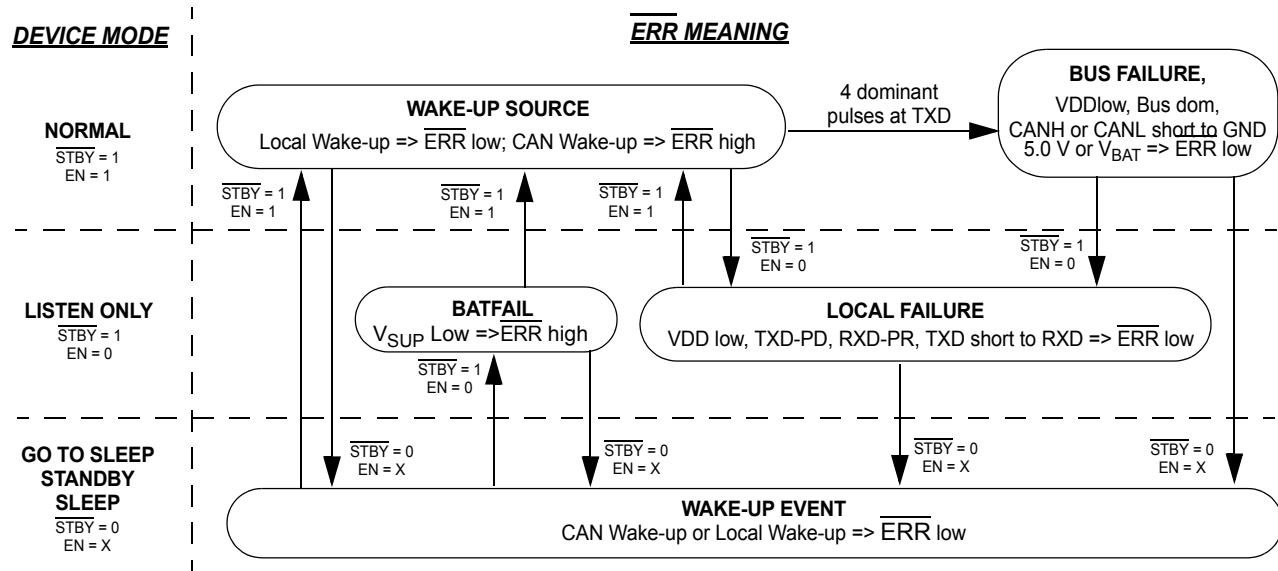 DEVICE MODE
ERR MEANING
NORMAL
STBY = 1
EN = 1
WAKE-UP SOURCE
Local Wake-up => ERR low; CAN Wake-up => ERR high
4 dominant
pulses at TXD
BUS FAILURE,
VDDlow, Bus dom,
CANH or CANL short to GND
5.0 V or VBAT => ERR low
STBY = 1
EN = 1
STBY = 1
EN = 1
STBY = 1
EN = 1
STBY = 1
EN = 0
STBY = 1
EN = 0
LISTEN ONLY
STBY = 1
EN = 0
BATFAIL
VSUP Low =>ERR high
LOCAL FAILURE
VDD low, TXD-PD, RXD-PR, TXD short to RXD => ERR low
STBY = 1
EN = 0
GO TO SLEEP
STANDBY
SLEEP
STBY = 0
EN = X
STBY = 0
EN = X
STBY = 0
EN = X
STBY = 0
EN = X
STBY = 0
EN = X
WAKE-UP EVENT
CAN Wake-up or Local Wake-up => ERR low